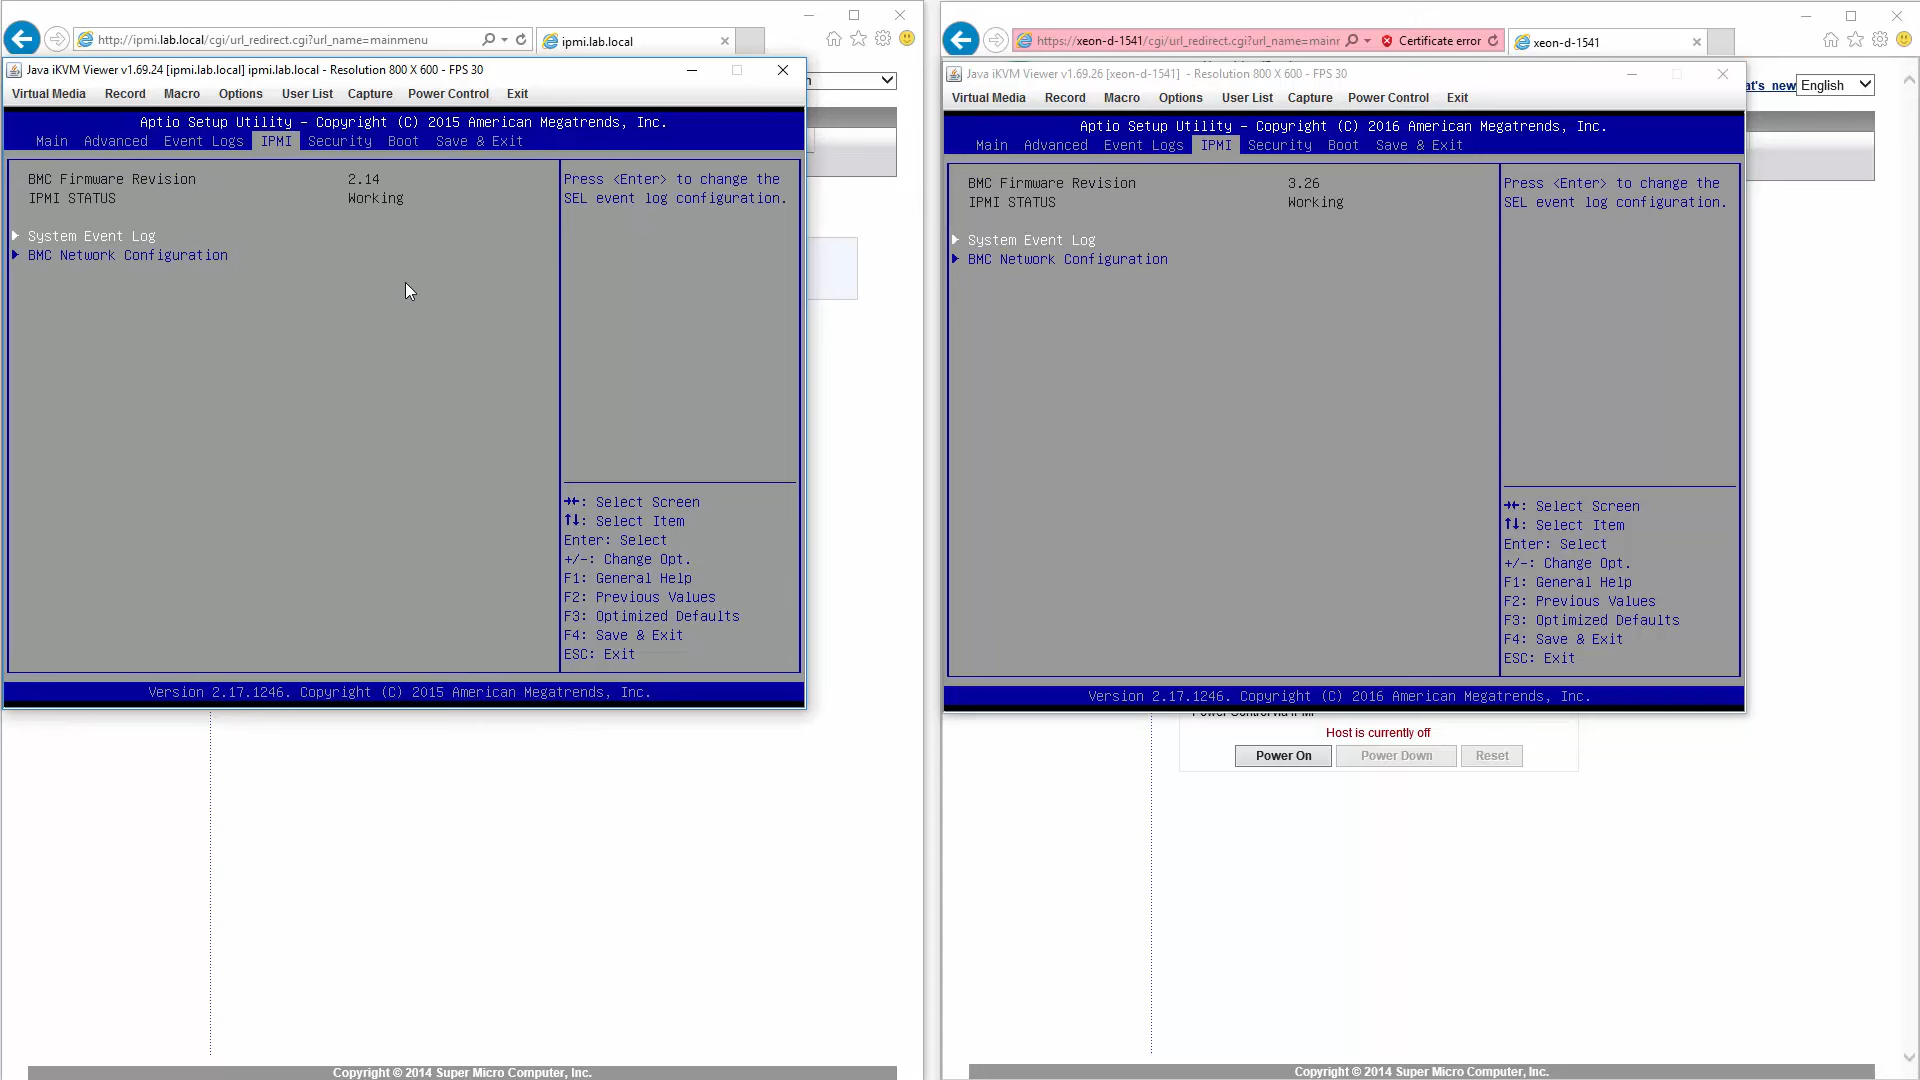 http://ipmi.lab.local/cgi/url_redirect.cgi?url_name=mainmenu
ipmi.lab.local
Java iKVM Viewer v1.69.24 [ipmi.lab.local] ipmi.lab.local - Resolution 800 X 600 - FPS 30
Virtual Media Record Macro Options User List Capture Power Control Exit
Aptio Setup Utility – Copyright (C) 2015 American Megatrends, Inc.
Main Advanced Event Logs IPMI Security Boot Save & Exit
BMC Firmware Revision 2.14
IPMI STATUS Working
System Event Log
BMC Network Configuration
Press <Enter> to change the
SEL event log configuration.
→←: Select Screen
↑↓: Select Item
Enter: Select
+/-: Change Opt.
F1: General Help
F2: Previous Values
F3: Optimized Defaults
F4: Save & Exit
ESC: Exit
Version 2.17.1246. Copyright (C) 2015 American Megatrends, Inc.
Copyright © 2014 Super Micro Computer, Inc.
https://xeon-d-1541/cgi/url_redirect.cgi?url_name=mainr
Certificate error
xeon-d-1541
English
Java iKVM Viewer v1.69.26 [xeon-d-1541] - Resolution 800 X 600 - FPS 30
Virtual Media Record Macro Options User List Capture Power Control Exit
Aptio Setup Utility – Copyright (C) 2016 American Megatrends, Inc.
Main Advanced Event Logs IPMI Security Boot Save & Exit
BMC Firmware Revision 3.26
IPMI STATUS Working
System Event Log
BMC Network Configuration
Press <Enter> to change the
SEL event log configuration.
→←: Select Screen
↑↓: Select Item
Enter: Select
+/-: Change Opt.
F1: General Help
F2: Previous Values
F3: Optimized Defaults
F4: Save & Exit
ESC: Exit
Version 2.17.1246. Copyright (C) 2016 American Megatrends, Inc.
at's new
Power Control via IPMI
Host is currently off
Power On Power Down Reset
Copyright © 2014 Super Micro Computer, Inc.